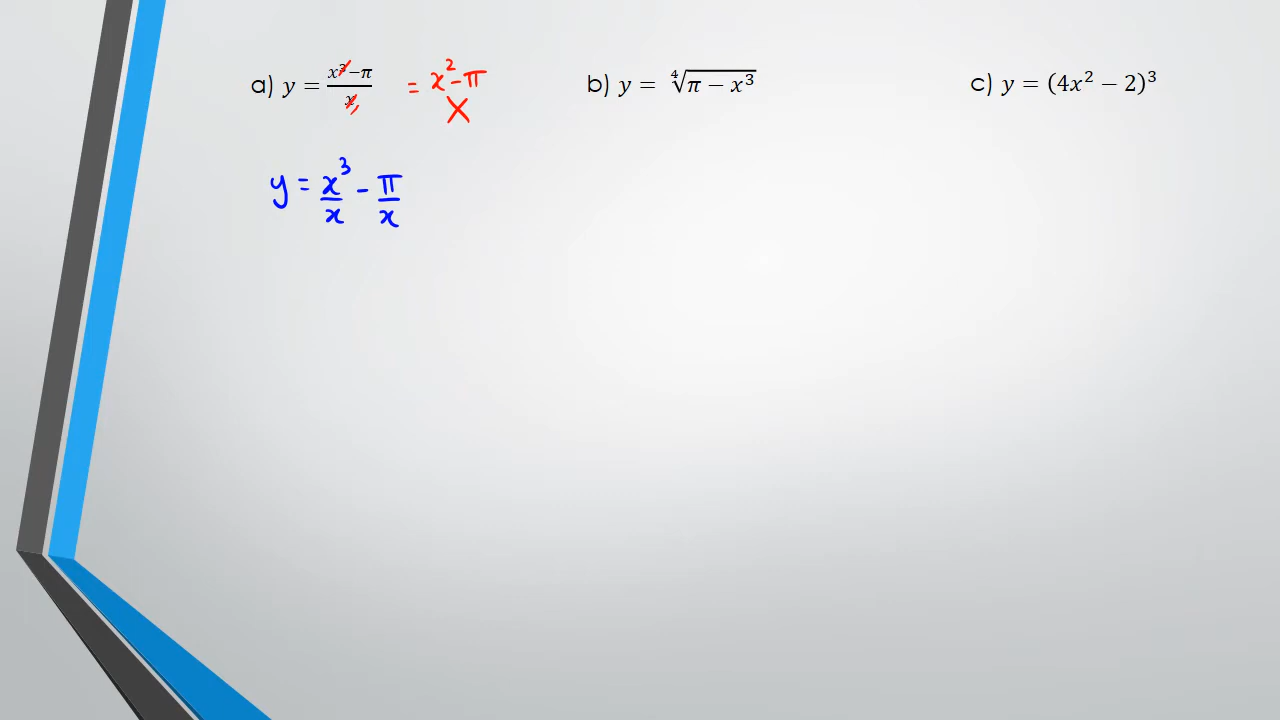 a) y = (x³−π)/x = x²−π
X
b) y = ∜(π − x³)
c) y = (4x² − 2)³
y = x³/x − π/x